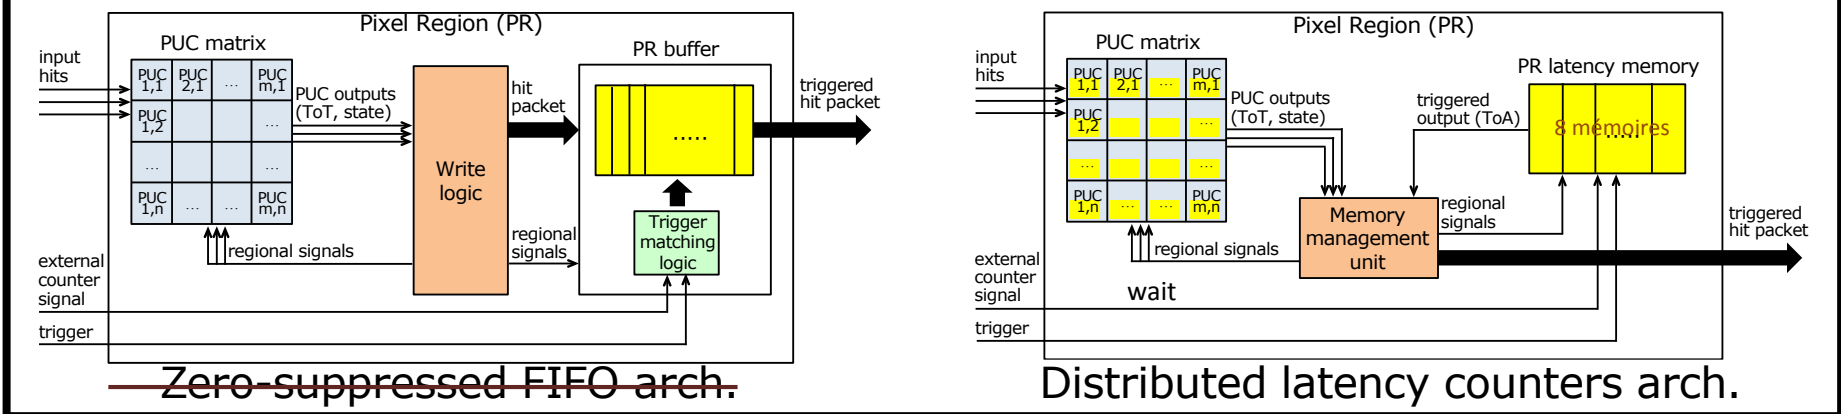 Pixel Region (PR)
PUC matrix
PR buffer
input
hits
PUC
1,1
PUC
2,1
...
PUC
m,1
PUC
1,2
...
...
...
PUC
1,n
...
...
PUC
m,n
PUC outputs
(ToT, state)
Write
logic
hit
packet
.....
triggered
hit packet
Trigger
matching
logic
regional
signals
regional signals
external
counter
signal
trigger
Zero-suppressed FIFO arch.
Pixel Region (PR)
PUC matrix
PR latency memory
input
hits
PUC
1,1
PUC
2,1
...
PUC
m,1
PUC
1,2
...
...
...
...
...
PUC
1,n
...
...
PUC
m,n
PUC outputs
(ToT, state)
triggered
output (ToA)
8 mémoires
.....
Memory
management
unit
regional
signals
regional signals
triggered
hit packet
external
counter
signal
wait
trigger
Distributed latency counters arch.